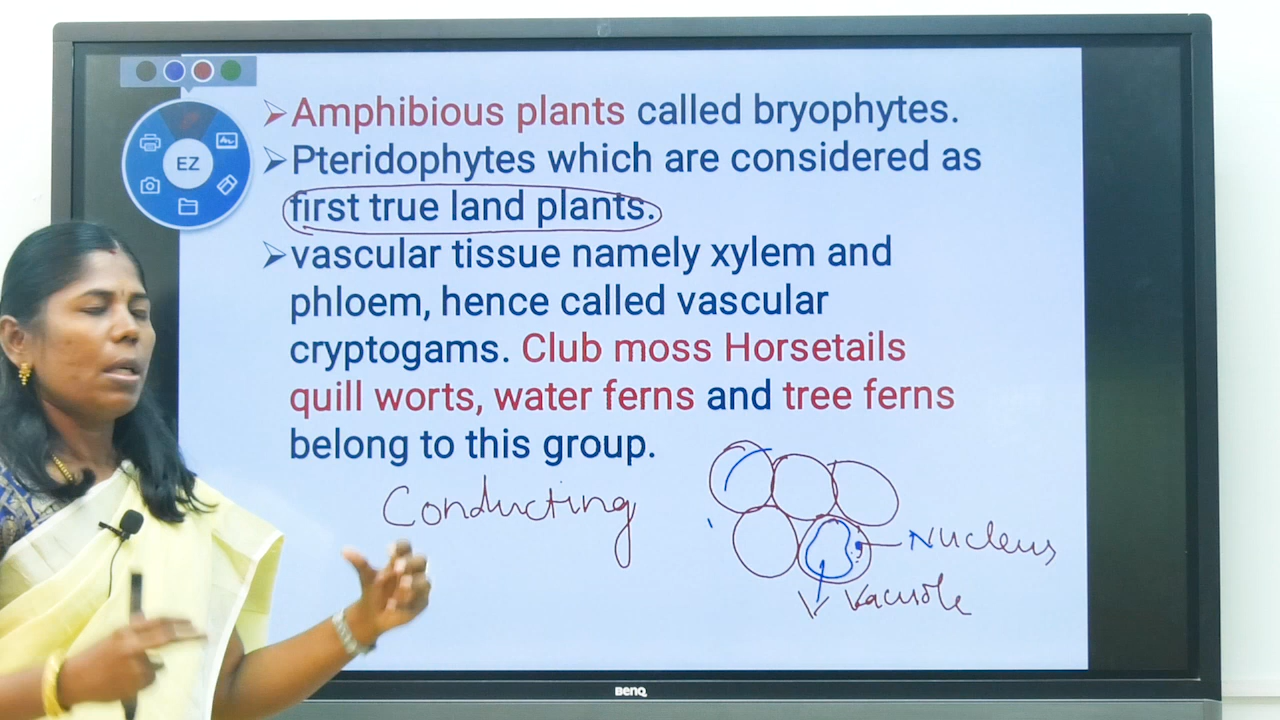 EZ
➢Amphibious plants called bryophytes.
➢Pteridophytes which are considered as
first true land plants.
➢vascular tissue namely xylem and
phloem, hence called vascular
cryptogams. Club moss Horsetails
quill worts, water ferns and tree ferns
belong to this group.
Conducting
Nucleus
V Vacuole
BenQ